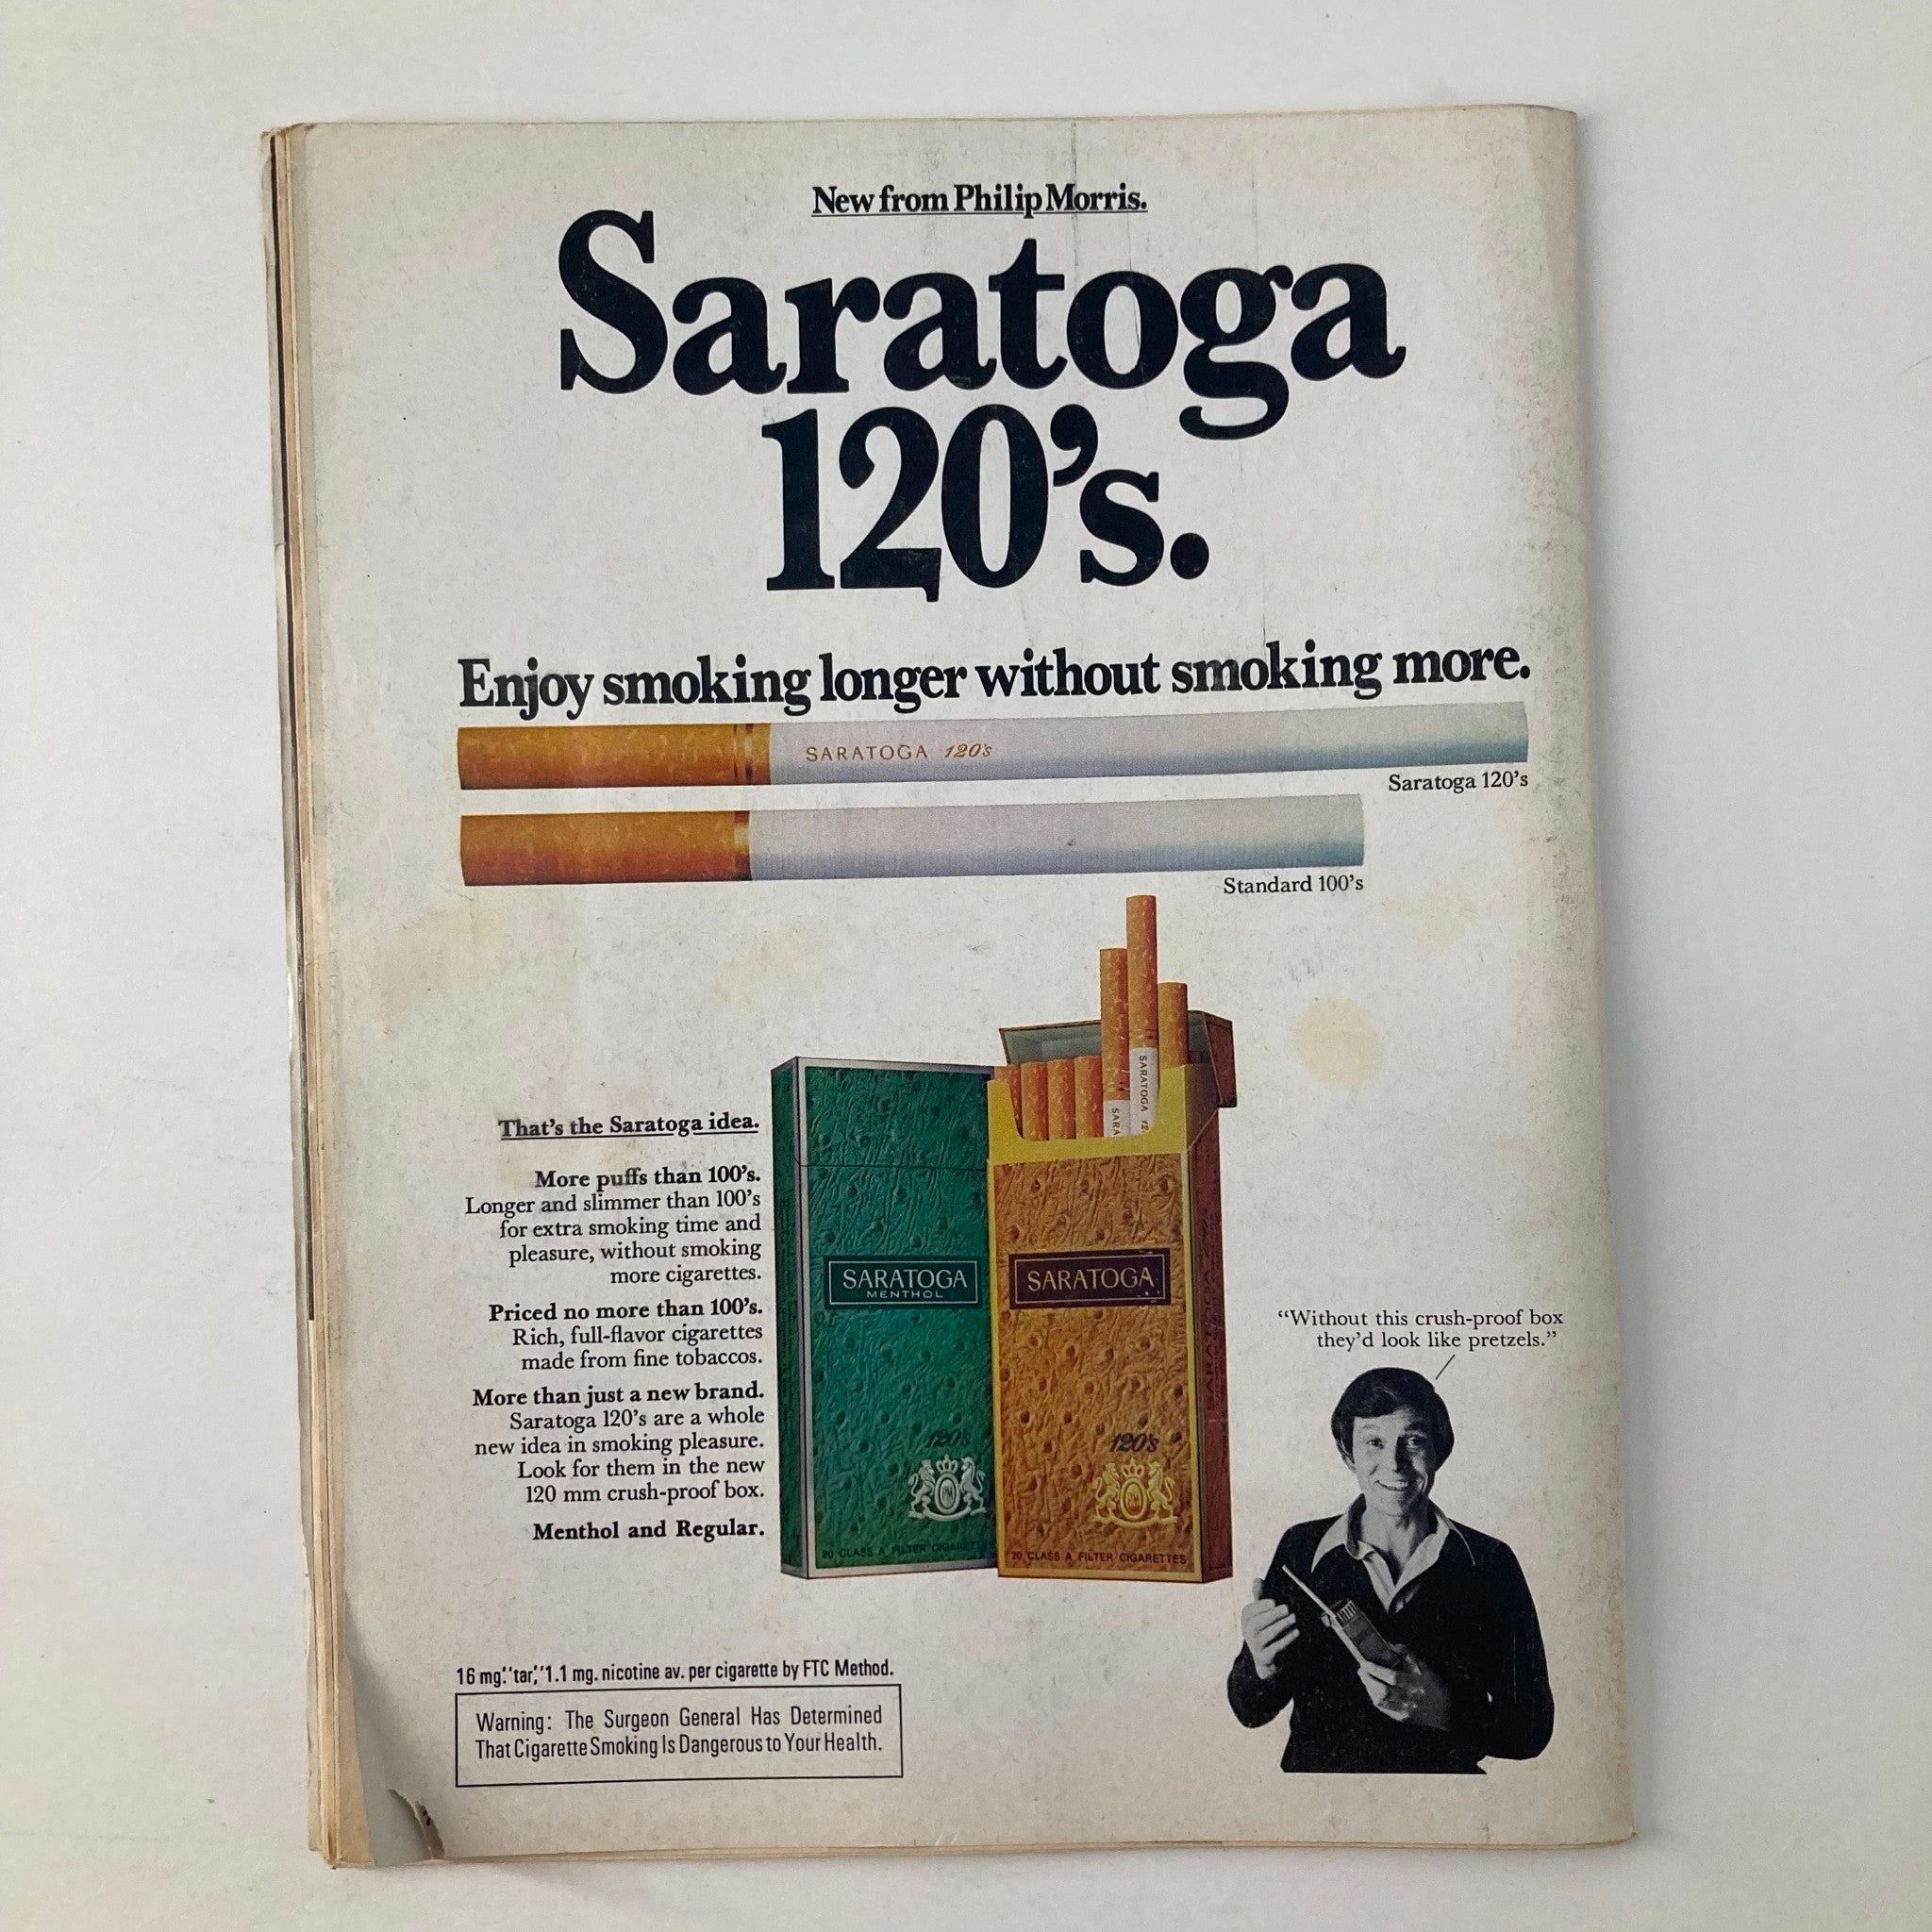 New from Philip Morris.
Saratoga
120's.
Enjoy smoking longer without smoking more.
SARATOGA 120's
Saratoga 120's
Standard 100's
SARATOGA 12
SARA
That's the Saratoga idea.
More puffs than 100's.
Longer and slimmer than 100's
for extra smoking time and
pleasure, without smoking
more cigarettes.
Priced no more than 100's.
Rich, full-flavor cigarettes
made from fine tobaccos.
More than just a new brand.
Saratoga 120's are a whole
new idea in smoking pleasure.
Look for them in the new
120 mm crush-proof box.
Menthol and Regular.
SARATOGA
MENTHOL
120's
PM
20 CLASS A FILTER CIGARETTES
SARATOGA
120's
PM
20 CLASS A FILTER CIGARETTES
"Without this crush-proof box
they'd look like pretzels."
16 mg. "tar," 1.1 mg. nicotine av. per cigarette by FTC Method.
Warning: The Surgeon General Has Determined
That Cigarette Smoking Is Dangerous to Your Health.